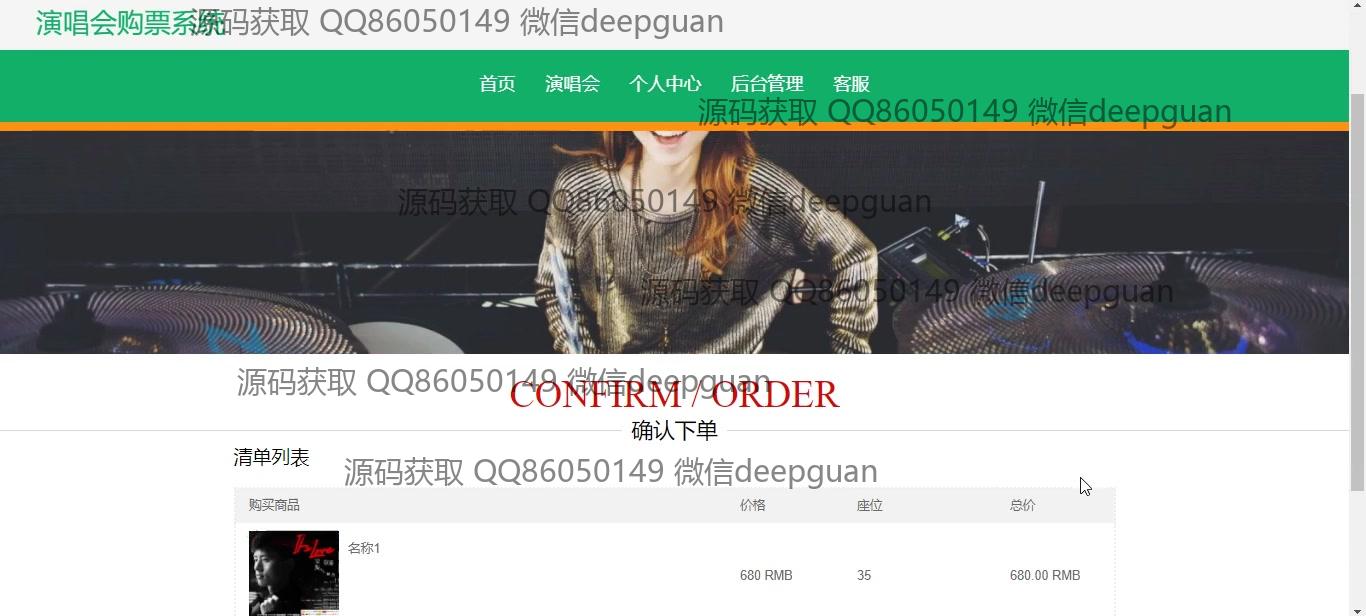 演唱会购票系统
源码获取 QQ86050149 微信deepguan
首页 演唱会 个人中心 后台管理 客服
源码获取 QQ86050149 微信deepguan
源码获取 QQ86050149 微信deepguan
源码获取 QQ86050149 微信deepguan
源码获取 QQ86050149 微信deepguan
CONFIRM / ORDER
确认下单
清单列表
源码获取 QQ86050149 微信deepguan
购买商品 价格 座位 总价
名称1
680 RMB 35 680.00 RMB